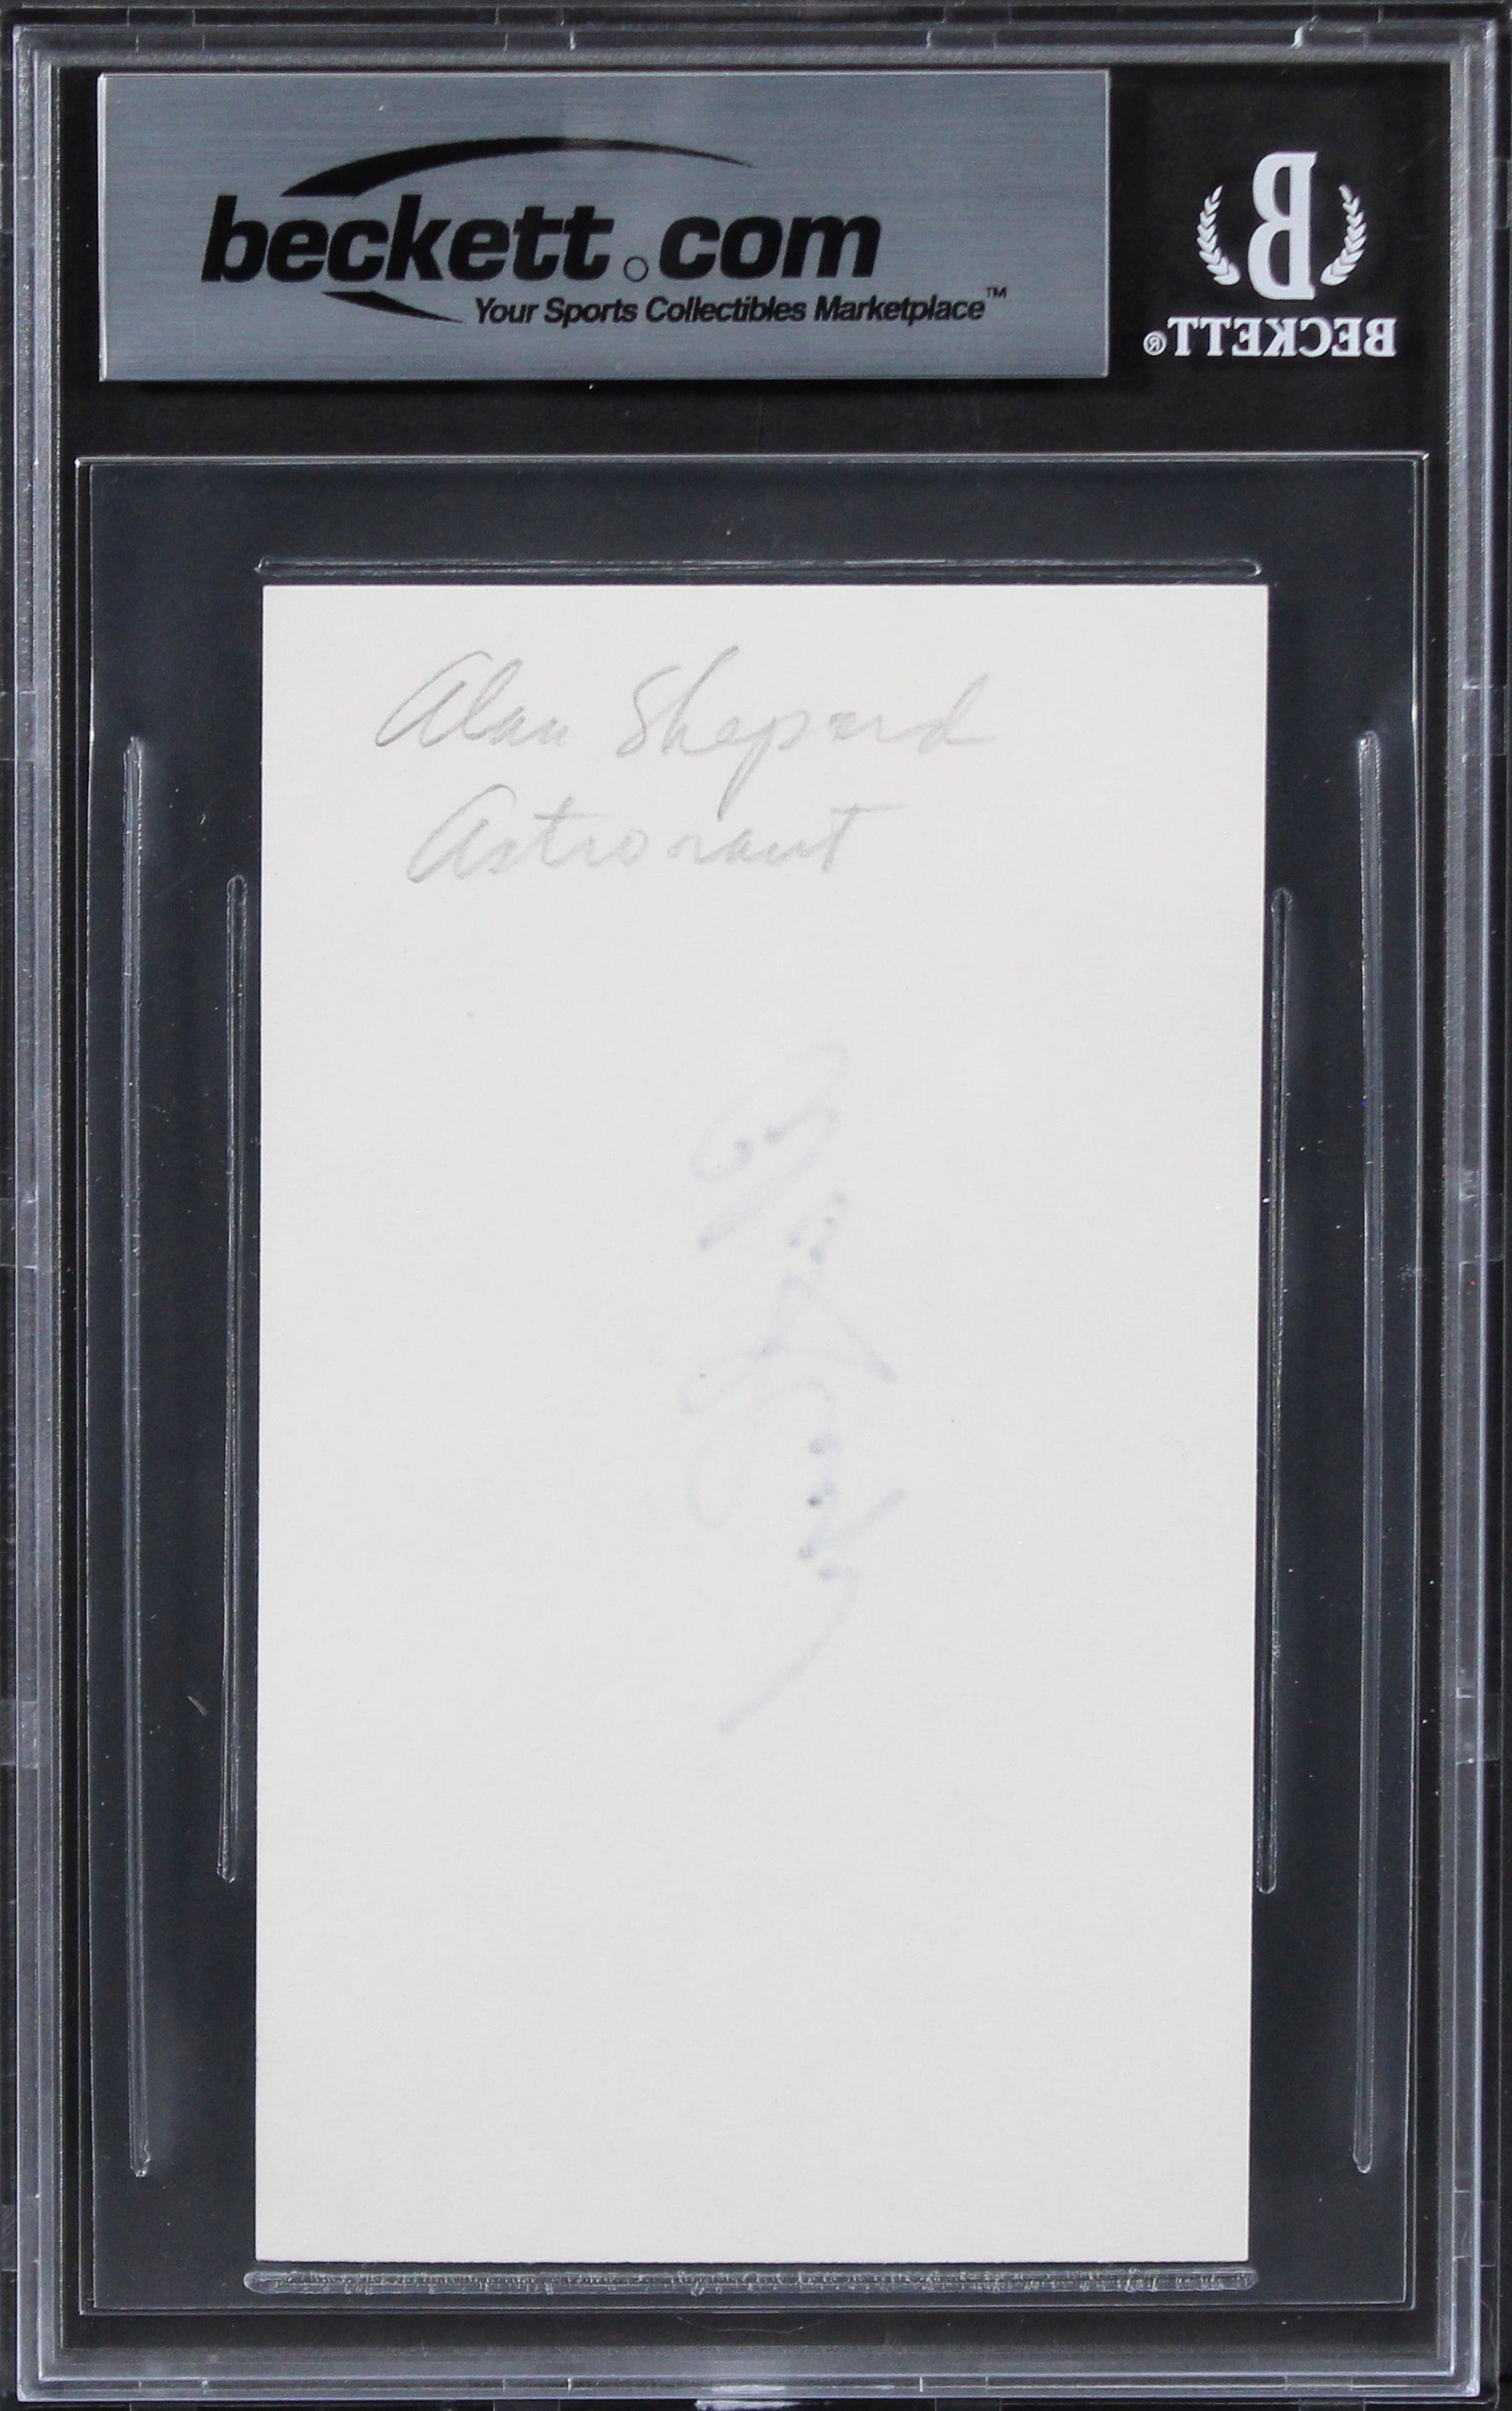 beckett.com
Your Sports Collectibles Marketplace™
B
BECKETT®
Alan Shepard
Astronaut